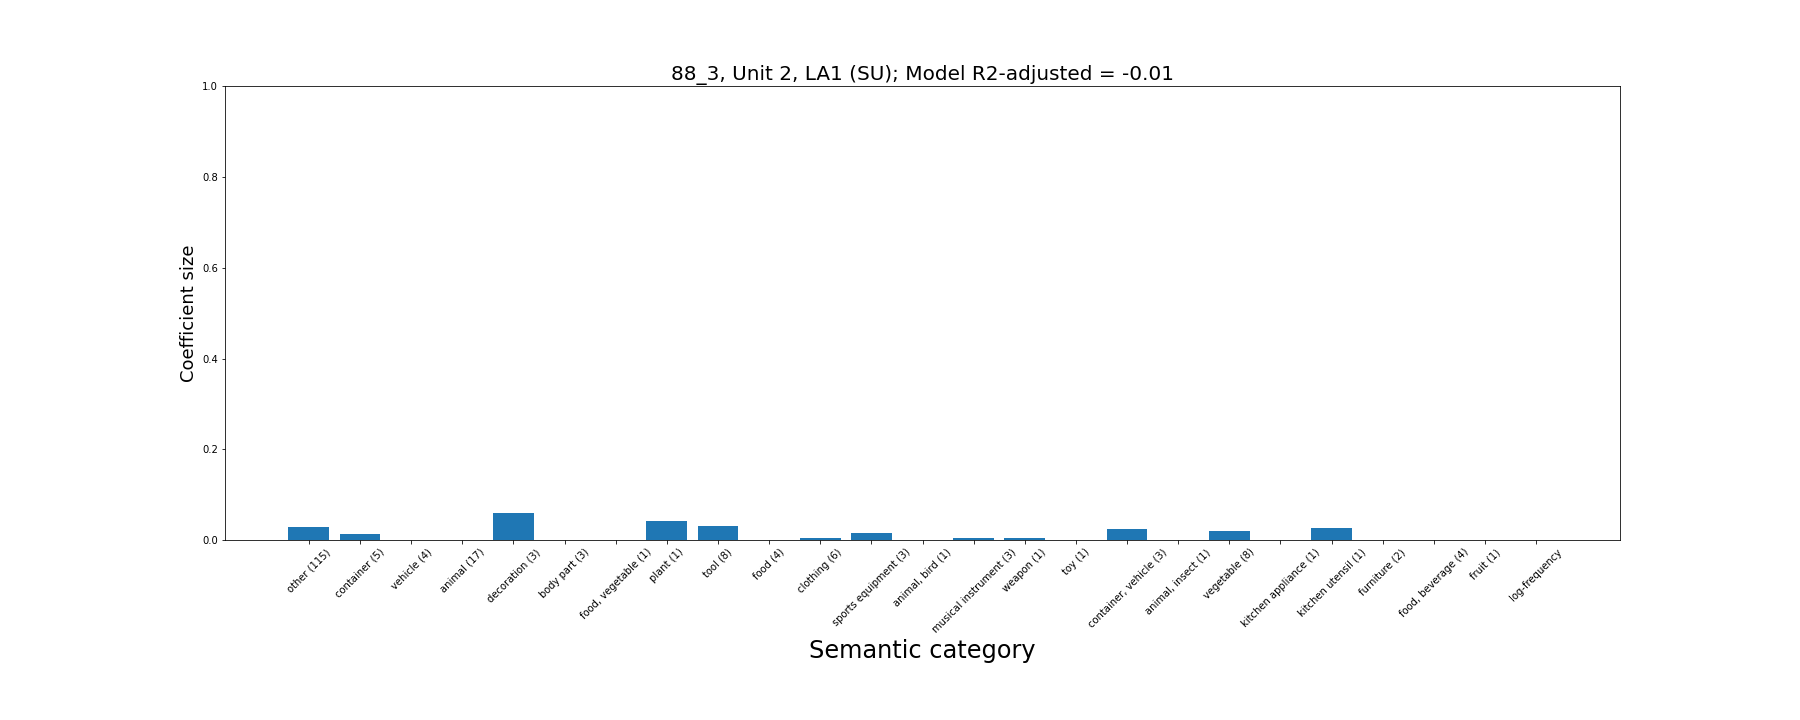 88_3, Unit 2, LA1 (SU); Model R2-adjusted = -0.01
Coefficient size
1.0
0.8
0.6
0.4
0.2
0.0
other (115)
container (5)
vehicle (4)
animal (17)
decoration (3)
body part (3)
food, vegetable (1)
plant (1)
tool (8)
food (4)
clothing (6)
sports equipment (3)
animal, bird (1)
musical instrument (3)
weapon (1)
toy (1)
container, vehicle (3)
animal, insect (1)
vegetable (8)
kitchen appliance (1)
kitchen utensil (1)
furniture (2)
food, beverage (4)
fruit (1)
log-frequency
Semantic category